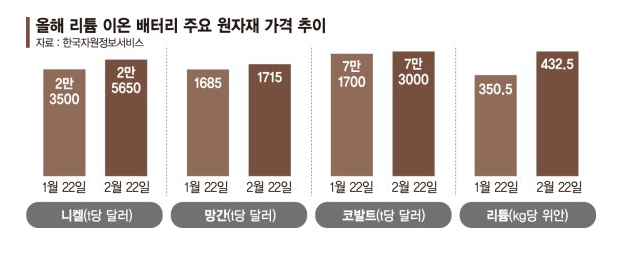 올해 리튬 이온 배터리 주요 원자재 가격 추이
자료 : 한국자원정보서비스
2만
3500
2만
5650
1685
1715
7만
1700
7만
3000
350.5
432.5
1월 22일
2월 22일
1월 22일
2월 22일
1월 22일
2월 22일
1월 22일
2월 22일
니켈(t당 달러)
망간(t당 달러)
코발트(t당 달러)
리튬(kg당 위안)